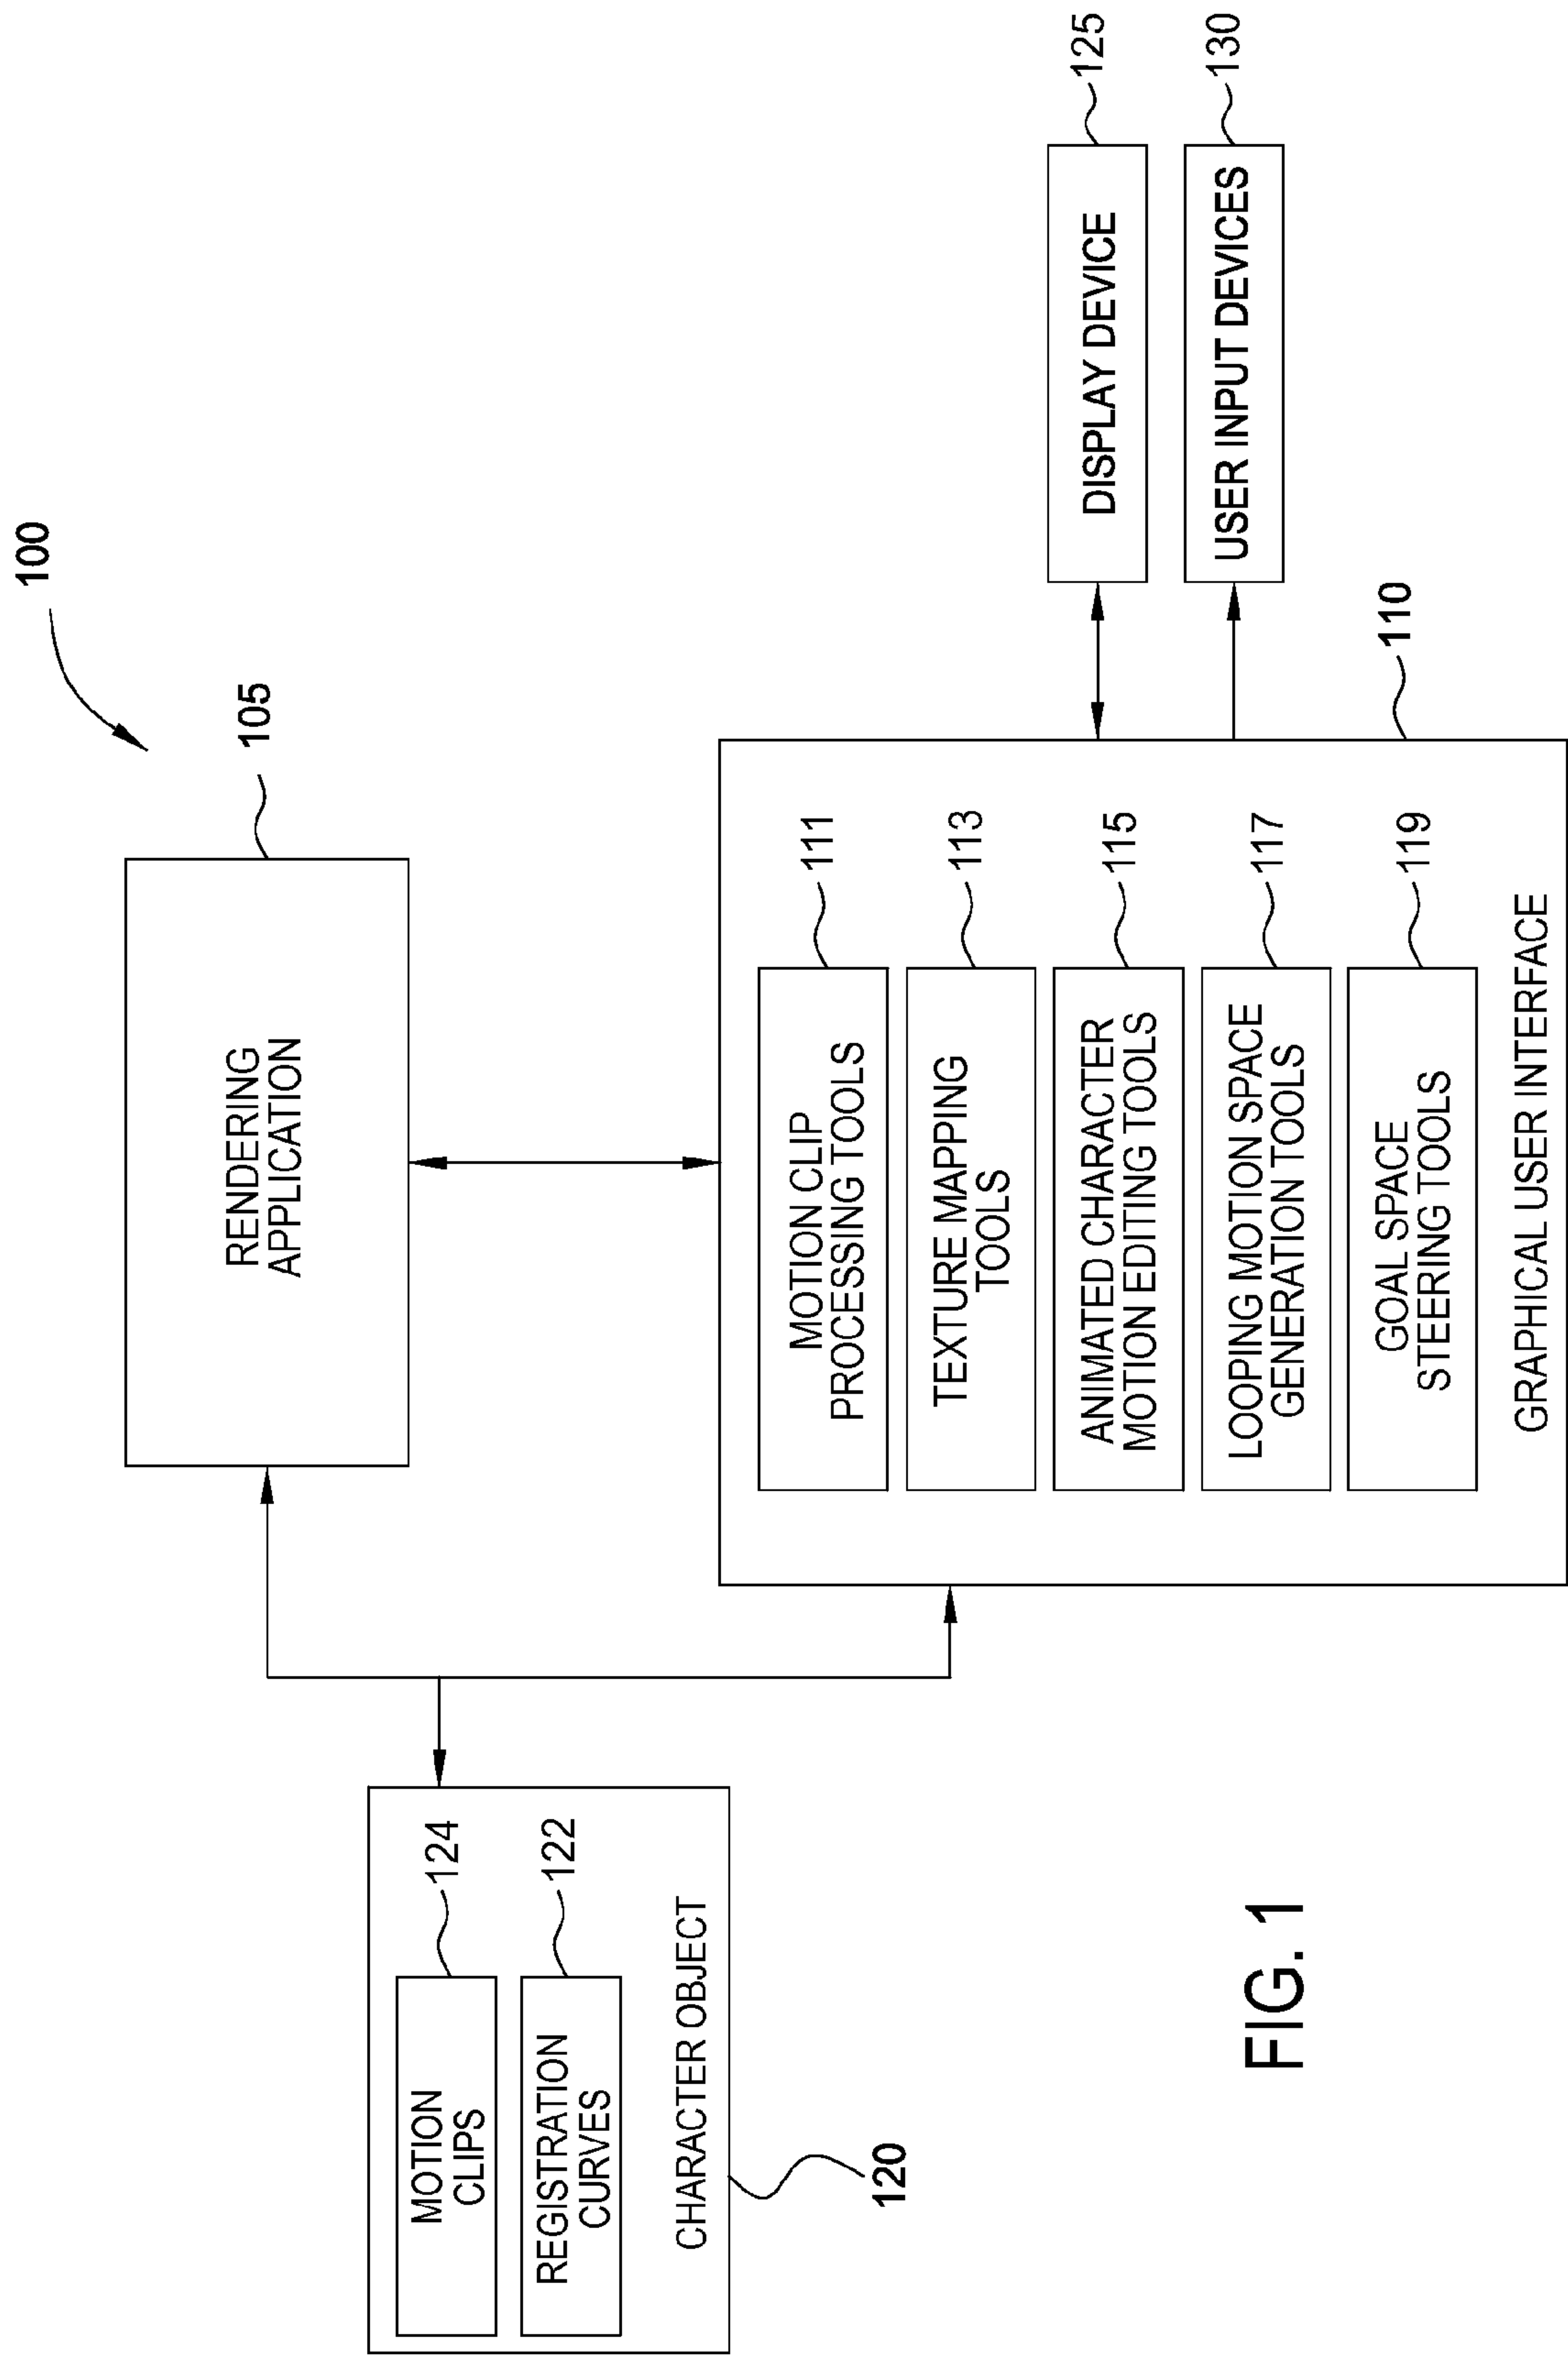 100
RENDERING
APPLICATION
105
MOTION
CLIPS
124
REGISTRATION
CURVES
122
CHARACTER OBJECT
120
MOTION CLIP
PROCESSING TOOLS
111
TEXTURE MAPPING
TOOLS
113
ANIMATED CHARACTER
MOTION EDITING TOOLS
115
LOOPING MOTION SPACE
GENERATION TOOLS
117
GOAL SPACE
STEERING TOOLS
119
GRAPHICAL USER INTERFACE
110
DISPLAY DEVICE
125
USER INPUT DEVICES
130
FIG. 1